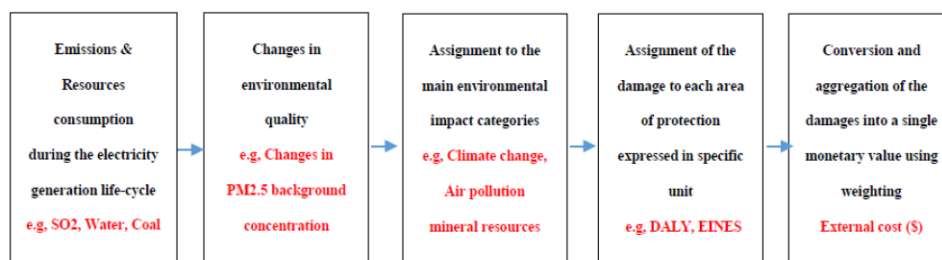 Emissions &
Resources
consumption
during the electricity
generation life-cycle
e.g, SO2, Water, Coal
Changes in
environmental
quality
e.g, Changes in
PM2.5 background
concentration
Assignment to the
main environmental
impact categories
e.g, Climate change,
Air pollution
mineral resources
Assignment of the
damage to each area
of protection
expressed in specific
unit
e.g, DALY, EINES
Conversion and
aggregation of the
damages into a single
monetary value using
weighting
External cost ($)